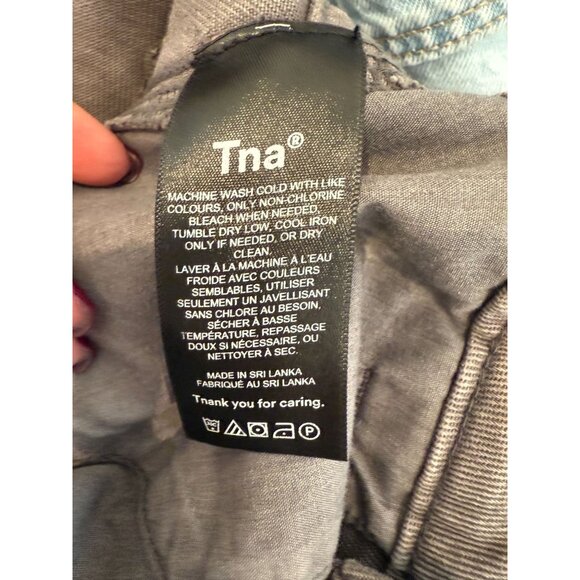 Tna®
MACHINE WASH COLD WITH LIKE
COLOURS, ONLY NON-CHLORINE
BLEACH WHEN NEEDED,
TUMBLE DRY LOW, COOL IRON
ONLY IF NEEDED, OR DRY
CLEAN.
LAVER À LA MACHINE À L'EAU
FROIDE AVEC COULEURS
SEMBLABLES, UTILISER
SEULEMENT UN JAVELLISANT
SANS CHLORE AU BESOIN,
SÉCHER À BASSE
TEMPÉRATURE, REPASSAGE
DOUX SI NÉCESSAIRE, OU
NETTOYER À SEC.
MADE IN SRI LANKA
FABRIQUÉ AU SRI LANKA
Tnank you for caring.
P